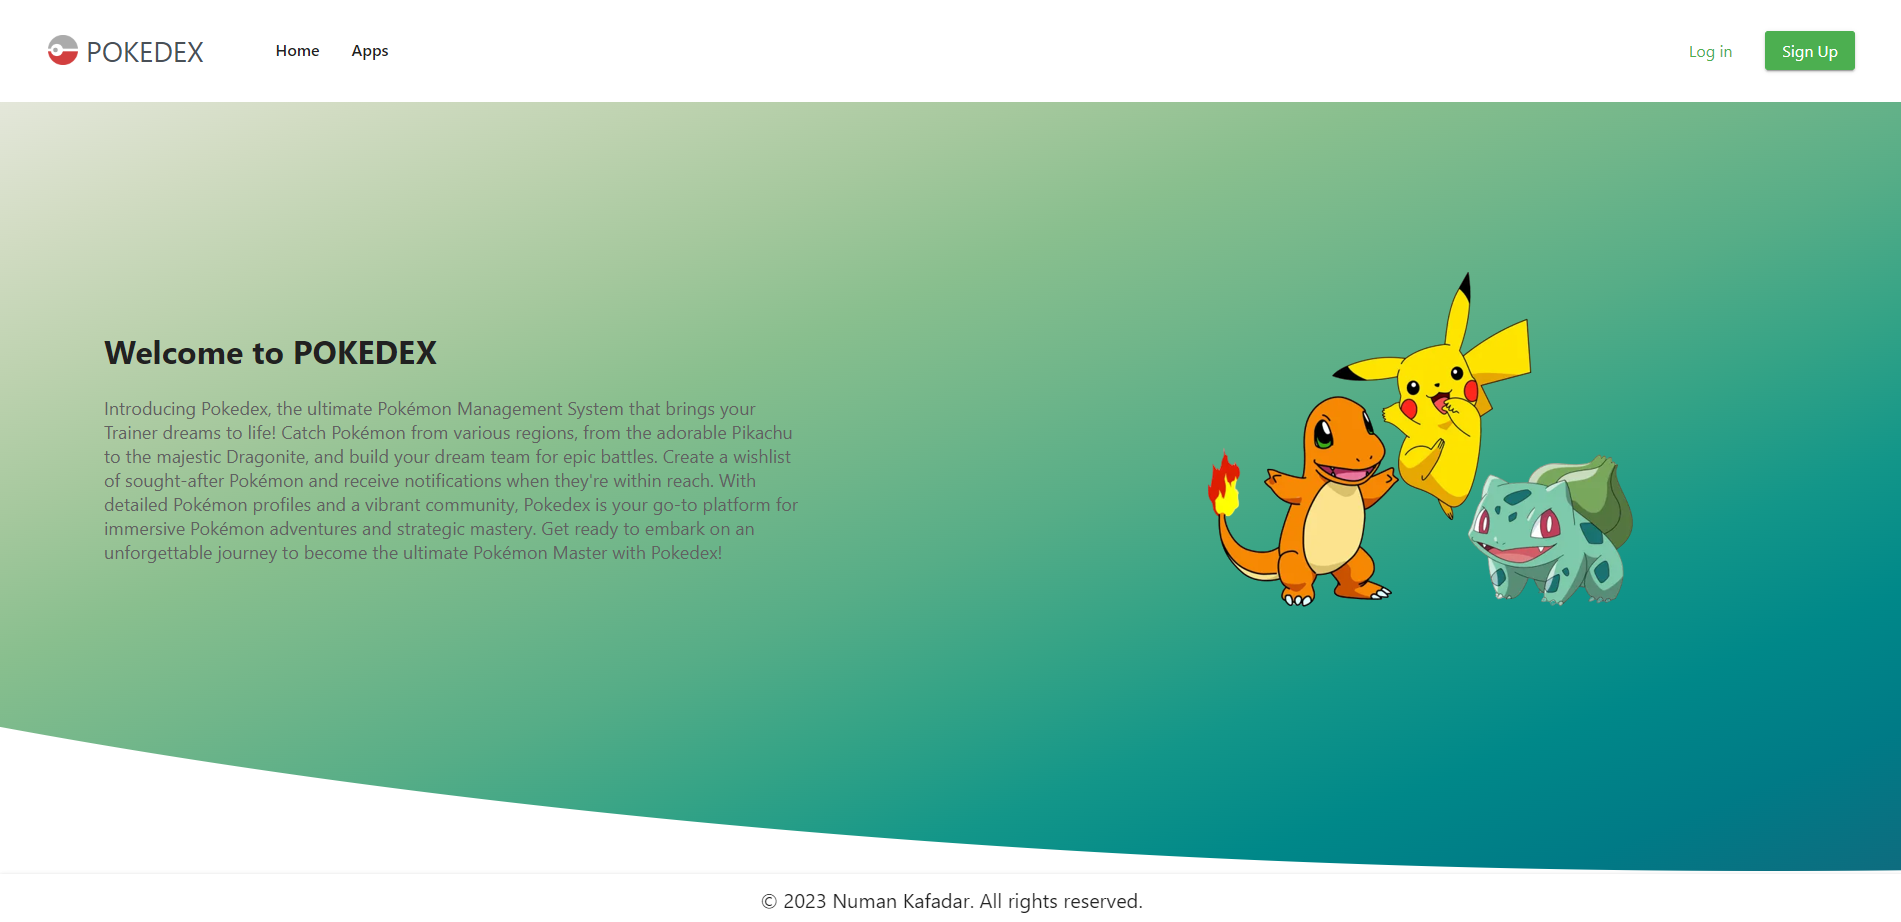 POKEDEX
Home
Apps
Log in
Sign Up
Welcome to POKEDEX
Introducing Pokedex, the ultimate Pokémon Management System that brings your
Trainer dreams to life! Catch Pokémon from various regions, from the adorable Pikachu
to the majestic Dragonite, and build your dream team for epic battles. Create a wishlist
of sought-after Pokémon and receive notifications when they're within reach. With
detailed Pokémon profiles and a vibrant community, Pokedex is your go-to platform for
immersive Pokémon adventures and strategic mastery. Get ready to embark on an
unforgettable journey to become the ultimate Pokémon Master with Pokedex!
© 2023 Numan Kafadar. All rights reserved.